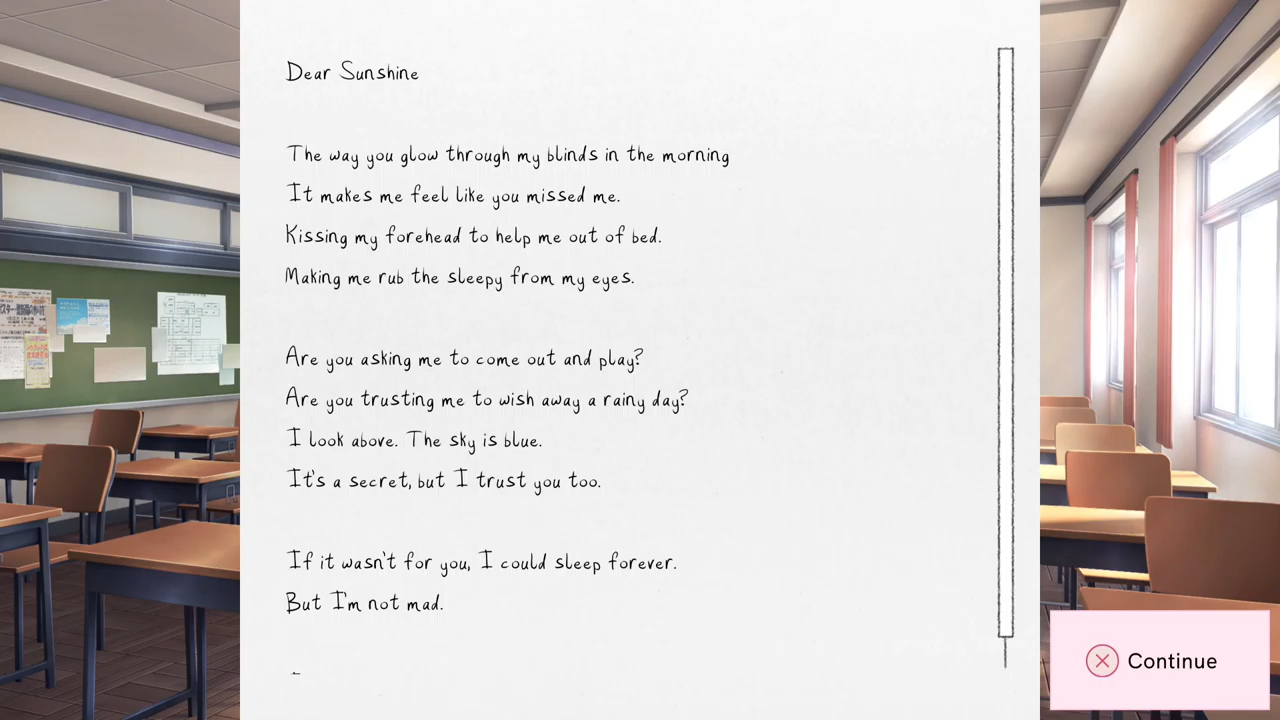 Dear Sunshine
The way you glow through my blinds in the morning
It makes me feel like you missed me.
Kissing my forehead to help me out of bed.
Making me rub the sleepy from my eyes.
Are you asking me to come out and play?
Are you trusting me to wish away a rainy day?
I look above. The sky is blue.
It's a secret, but I trust you too.
If it wasn't for you, I could sleep forever.
But I'm not mad.
Continue